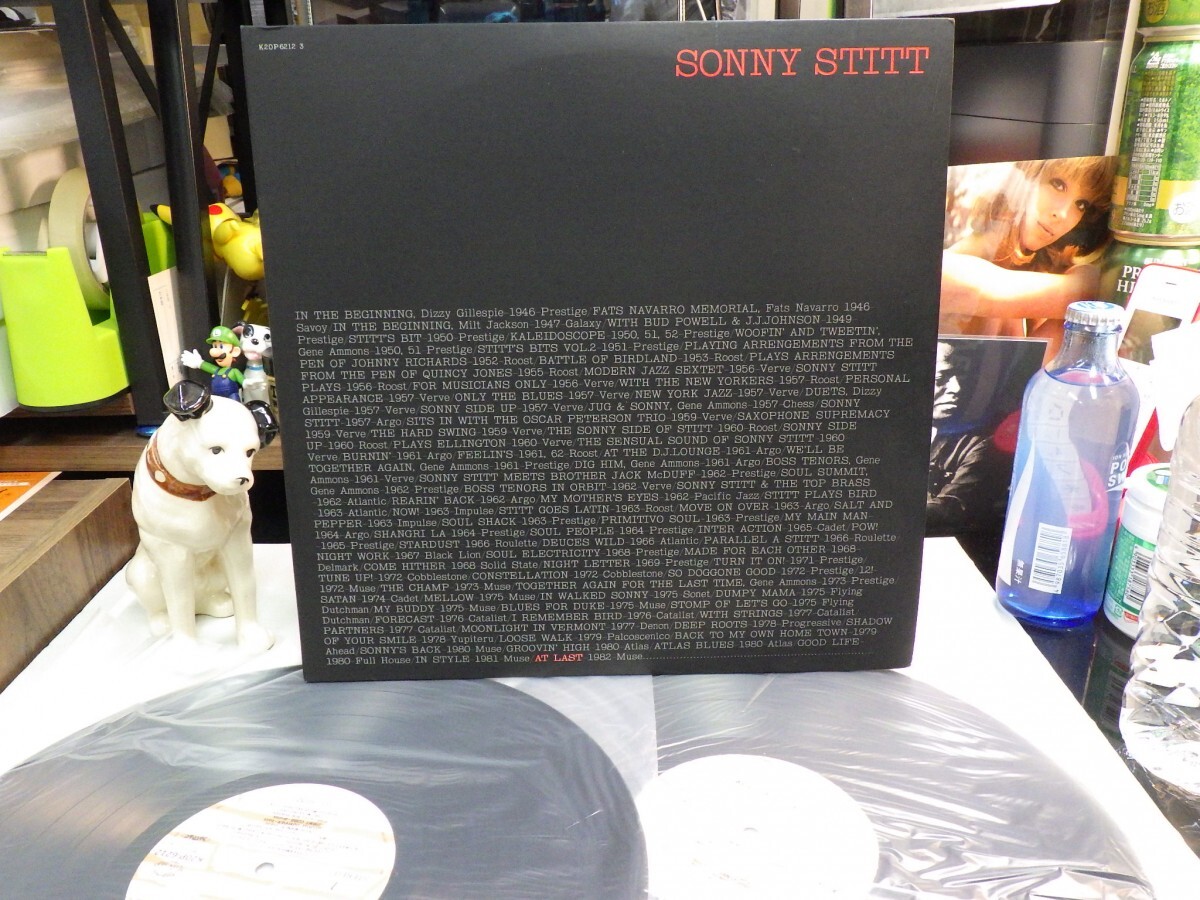 K20P6212 3
SONNY STITT
IN THE BEGINNING, Dizzy Gillespie-1946-Prestige/FATS NAVARRO MEMORIAL, Fats Navarro-1946
Savoy/IN THE BEGINNING, Milt Jackson-1947-Galaxy/WITH BUD POWELL & J.J.JOHNSON-1949
Prestige/STITT'S BIT-1950-Prestige/KALEIDOSCOPE-1950, 51, 52-Prestige/WOOFIN' AND TWEETIN',
Gene Ammons-1950, 51 Prestige/STITT'S BITS VOL.2-1951-Prestige/PLAYING ARRANGEMENTS FROM THE
PEN OF JOHNNY RICHARDS-1952-Roost/BATTLE OF BIRDLAND-1953-Roost/PLAYS ARRANGEMENTS
FROM THE PEN OF QUINCY JONES-1955-Roost/MODERN JAZZ SEXTET-1956-Verve/SONNY STITT
PLAYS-1956-Roost/FOR MUSICIANS ONLY-1956-Verve/WITH THE NEW YORKERS-1957-Roost/PERSONAL
APPEARANCE-1957-Verve/ONLY THE BLUES-1957-Verve/NEW YORK JAZZ-1957-Verve/DUETS, Dizzy
Gillespie-1957-Verve/SONNY SIDE UP-1957-Verve/JUG & SONNY, Gene Ammons-1957-Chess/SONNY
STITT-1957-Argo/SITS IN WITH THE OSCAR PETERSON TRIO-1959-Verve/SAXOPHONE SUPREMACY
1959-Verve/THE HARD SWING-1959-Verve/THE SONNY SIDE OF STITT-1960-Roost/SONNY SIDE
UP-1960-Roost/PLAYS ELLINGTON-1960-Verve/THE SENSUAL SOUND OF SONNY STITT-1960
Verve/BURNIN'-1961-Argo/FEELIN'S-1961, 62-Roost/AT THE D.J.LOUNGE-1961-Argo/WE'LL BE
TOGETHER AGAIN, Gene Ammons-1961-Prestige/DIG HIM, Gene Ammons-1961-Argo/BOSS TENORS, Gene
Ammons-1961-Verve/SONNY STITT MEETS BROTHER JACK McDUFF-1962-Prestige/SOUL SUMMIT,
Gene Ammons-1962-Prestige/BOSS TENORS IN ORBIT-1962-Verve/SONNY STITT & THE TOP BRASS
-1962-Atlantic/REARIN' BACK-1962-Argo/MY MOTHER'S EYES-1962-Pacific Jazz/STITT PLAYS BIRD
-1963-Atlantic/NOW!-1963-Impulse/STITT GOES LATIN-1963-Roost/MOVE ON OVER-1963-Argo/SALT AND
PEPPER-1963-Impulse/SOUL SHACK-1963-Prestige/PRIMITIVO SOUL-1963-Prestige/MY MAIN MAN-
1964-Argo/SHANGRI LA-1964-Prestige/SOUL PEOPLE-1964-Prestige/INTER ACTION-1965-Cadet/POW!
-1965-Prestige/STARDUST-1966-Roulette/DEUCES WILD-1966-Atlantic/PARALLEL A STITT-1966-Roulette
NIGHT WORK-1967-Black Lion/SOUL ELECTRICITY-1968-Prestige/MADE FOR EACH OTHER-1968-
Delmark/COME HITHER-1968-Solid State/NIGHT LETTER-1969-Prestige/TURN IT ON!-1971-Prestige/
TUNE UP!-1972-Cobblestone/CONSTELLATION-1972-Cobblestone/SO DOGGONE GOOD-1972-Prestige/12!
-1972-Muse/THE CHAMP-1973-Muse/TOGETHER AGAIN FOR THE LAST TIME, Gene Ammons-1973-Prestige/
SATAN-1974-Cadet/MELLOW-1975-Muse/IN WALKED SONNY-1975-Sonet/DUMPY MAMA-1975-Flying
Dutchman/MY BUDDY-1975-Muse/BLUES FOR DUKE-1975-Muse/STOMP OF LET'S GO-1975-Flying
Dutchman/FORECAST-1976-Catalist/I REMEMBER BIRD-1976-Catalist/WITH STRINGS-1977-Catalist/
PARTNERS-1977-Catalist/MOONLIGHT IN VERMONT-1977-Denon/DEEP ROOTS-1978-Progressive/SHADOW
OF YOUR SMILE-1978-Yupiteru/LOOSE WALK-1979-Palcoscenico/BACK TO MY OWN HOME TOWN-1979
Ahead/SONNY'S BACK-1980-Muse/GROOVIN' HIGH-1980-Atlas/ATLAS BLUES-1980-Atlas/GOOD LIFE-
1980-Full House/IN STYLE-1981-Muse/AT LAST-1982-Muse